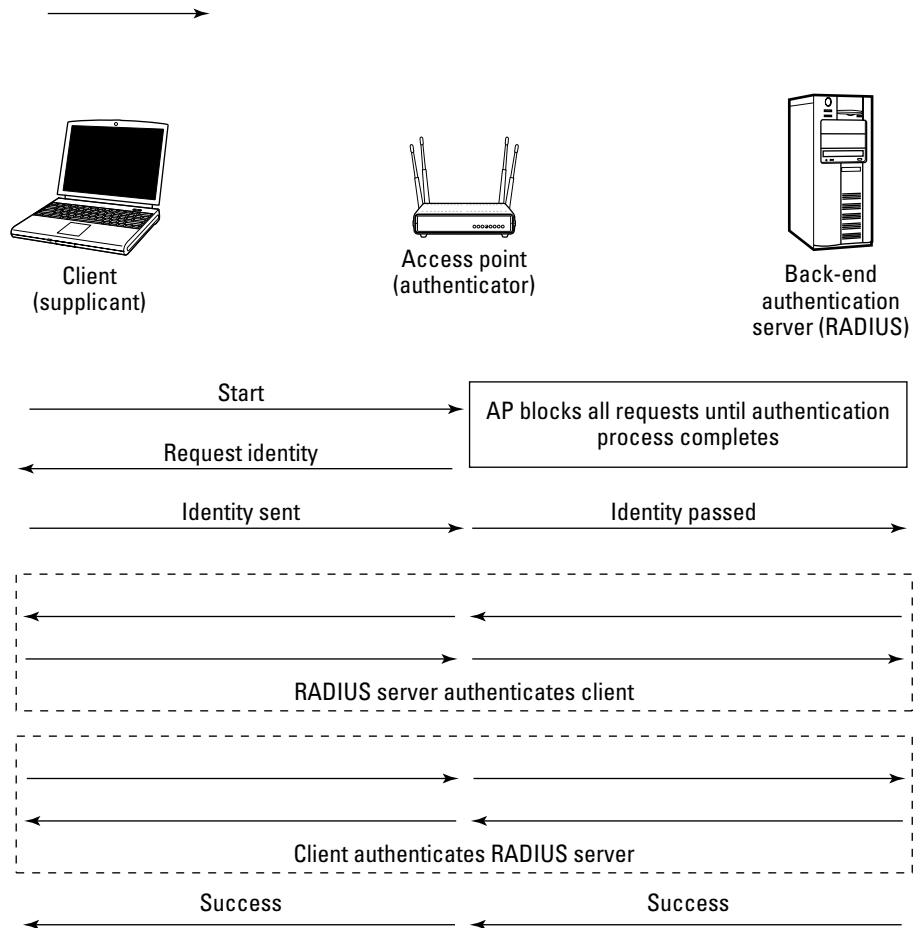 Client
(supplicant)
Access point
(authenticator)
Back-end
authentication
server (RADIUS)
Start
AP blocks all requests until authentication
process completes
Request identity
Identity sent
Identity passed
RADIUS server authenticates client
Client authenticates RADIUS server
Success
Success